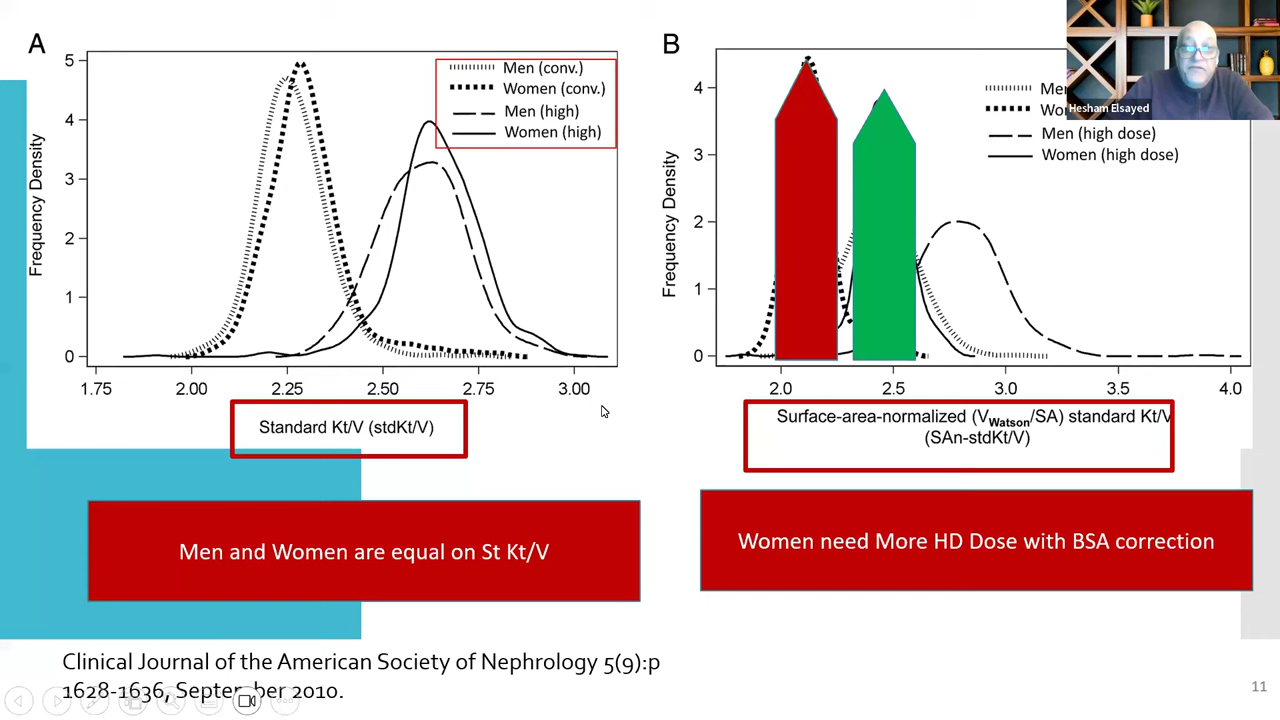 A
5
4
3
2
1
0
Frequency Density
Men (conv.)
Women (conv.)
Men (high)
Women (high)
1.75
2.00
2.25
2.50
2.75
3.00
Standard Kt/V (stdKt/V)
Men and Women are equal on St Kt/V
B
4
3
2
1
0
Frequency Density
Hesham Elsayed
Men (high dose)
Women (high dose)
2.0
2.5
3.0
3.5
4.0
Surface-area-normalized (VWatson/SA) standard Kt/V
(SAn-stdKt/V)
Women need More HD Dose with BSA correction
Clinical Journal of the American Society of Nephrology 5(9):p
1628-1636, September 2010.
11